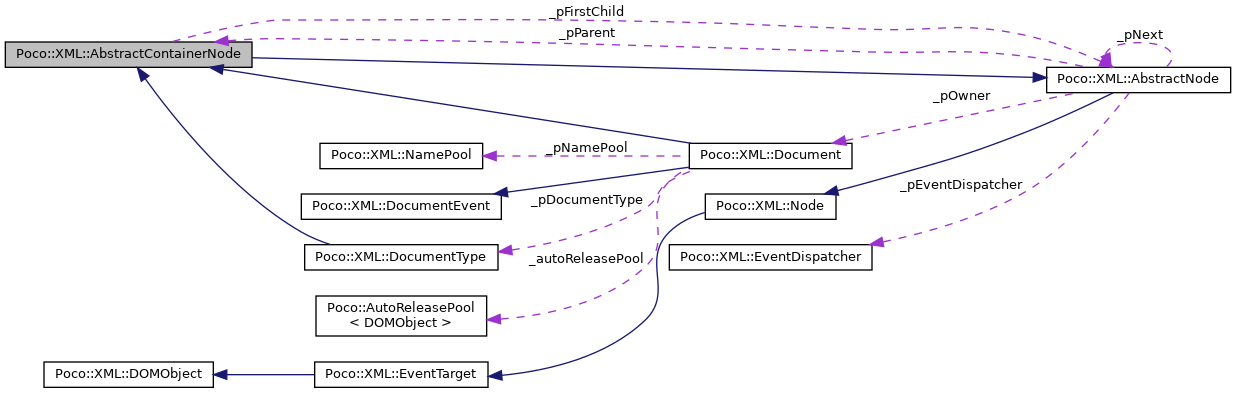 _pFirstChild
_pParent
_pNext
Poco::XML::AbstractContainerNode
Poco::XML::AbstractNode
_pOwner
_pNamePool
Poco::XML::NamePool
Poco::XML::Document
_pEventDispatcher
_pDocumentType
Poco::XML::DocumentEvent
Poco::XML::Node
Poco::XML::DocumentType
_autoReleasePool
Poco::XML::EventDispatcher
Poco::AutoReleasePool
< DOMObject >
Poco::XML::DOMObject
Poco::XML::EventTarget